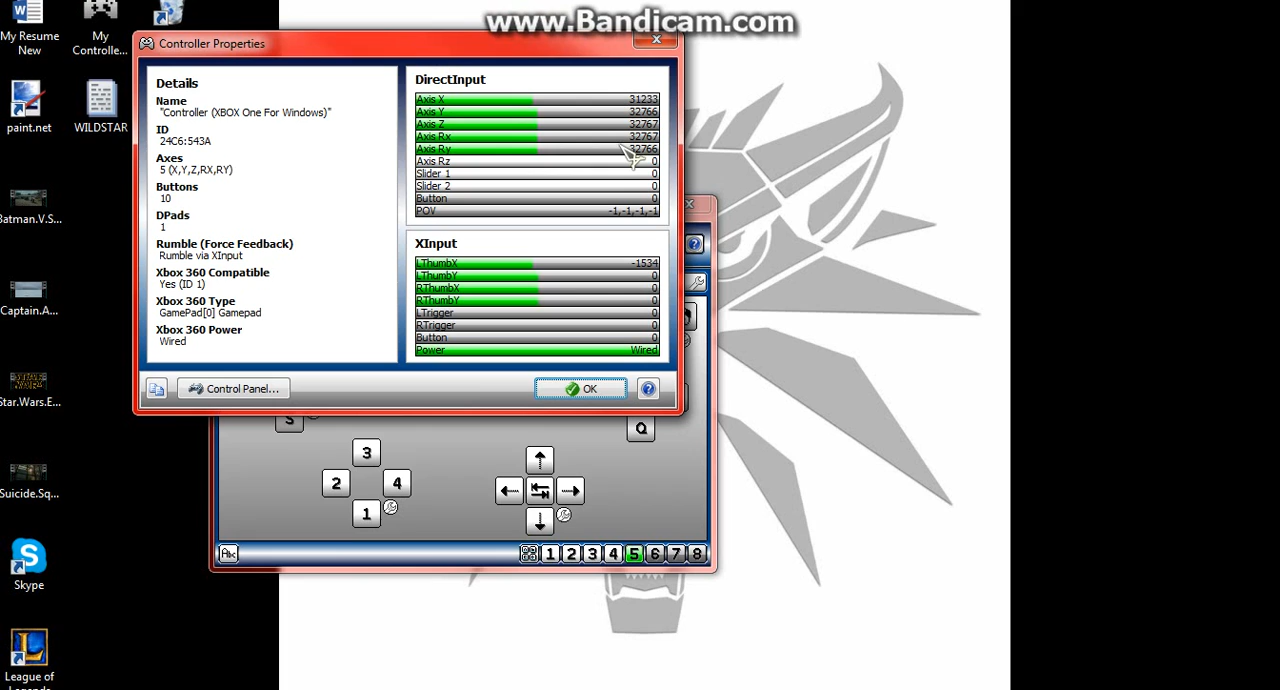 www.Bandicam.com
My Resume
New
My
Controlle...
paint.net
WILDSTAR
Batman.V.S...
Captain.A...
Star.Wars.E...
Suicide.Sq...
Skype
League of
Legends
Controller Properties
Details
Name
"Controller (XBOX One For Windows)"
ID
24C6:543A
Axes
5 (X,Y,Z,RX,RY)
Buttons
10
DPads
1
Rumble (Force Feedback)
Rumble via XInput
Xbox 360 Compatible
Yes (ID 1)
Xbox 360 Type
GamePad[0] Gamepad
Xbox 360 Power
Wired
DirectInput
Axis X 31233
Axis Y 32766
Axis Z 32767
Axis Rx 32767
Axis Ry 32766
Axis Rz 0
Slider 1 0
Slider 2 0
Button 0
POV -1,-1,-1,-1
XInput
LThumbX -1534
LThumbY 0
RThumbX 0
RThumbY 0
LTrigger 0
RTrigger 0
Button 0
Power Wired
Control Panel...
OK
S
Q
3
2 4
1
1 2 3 4 5 6 7 8